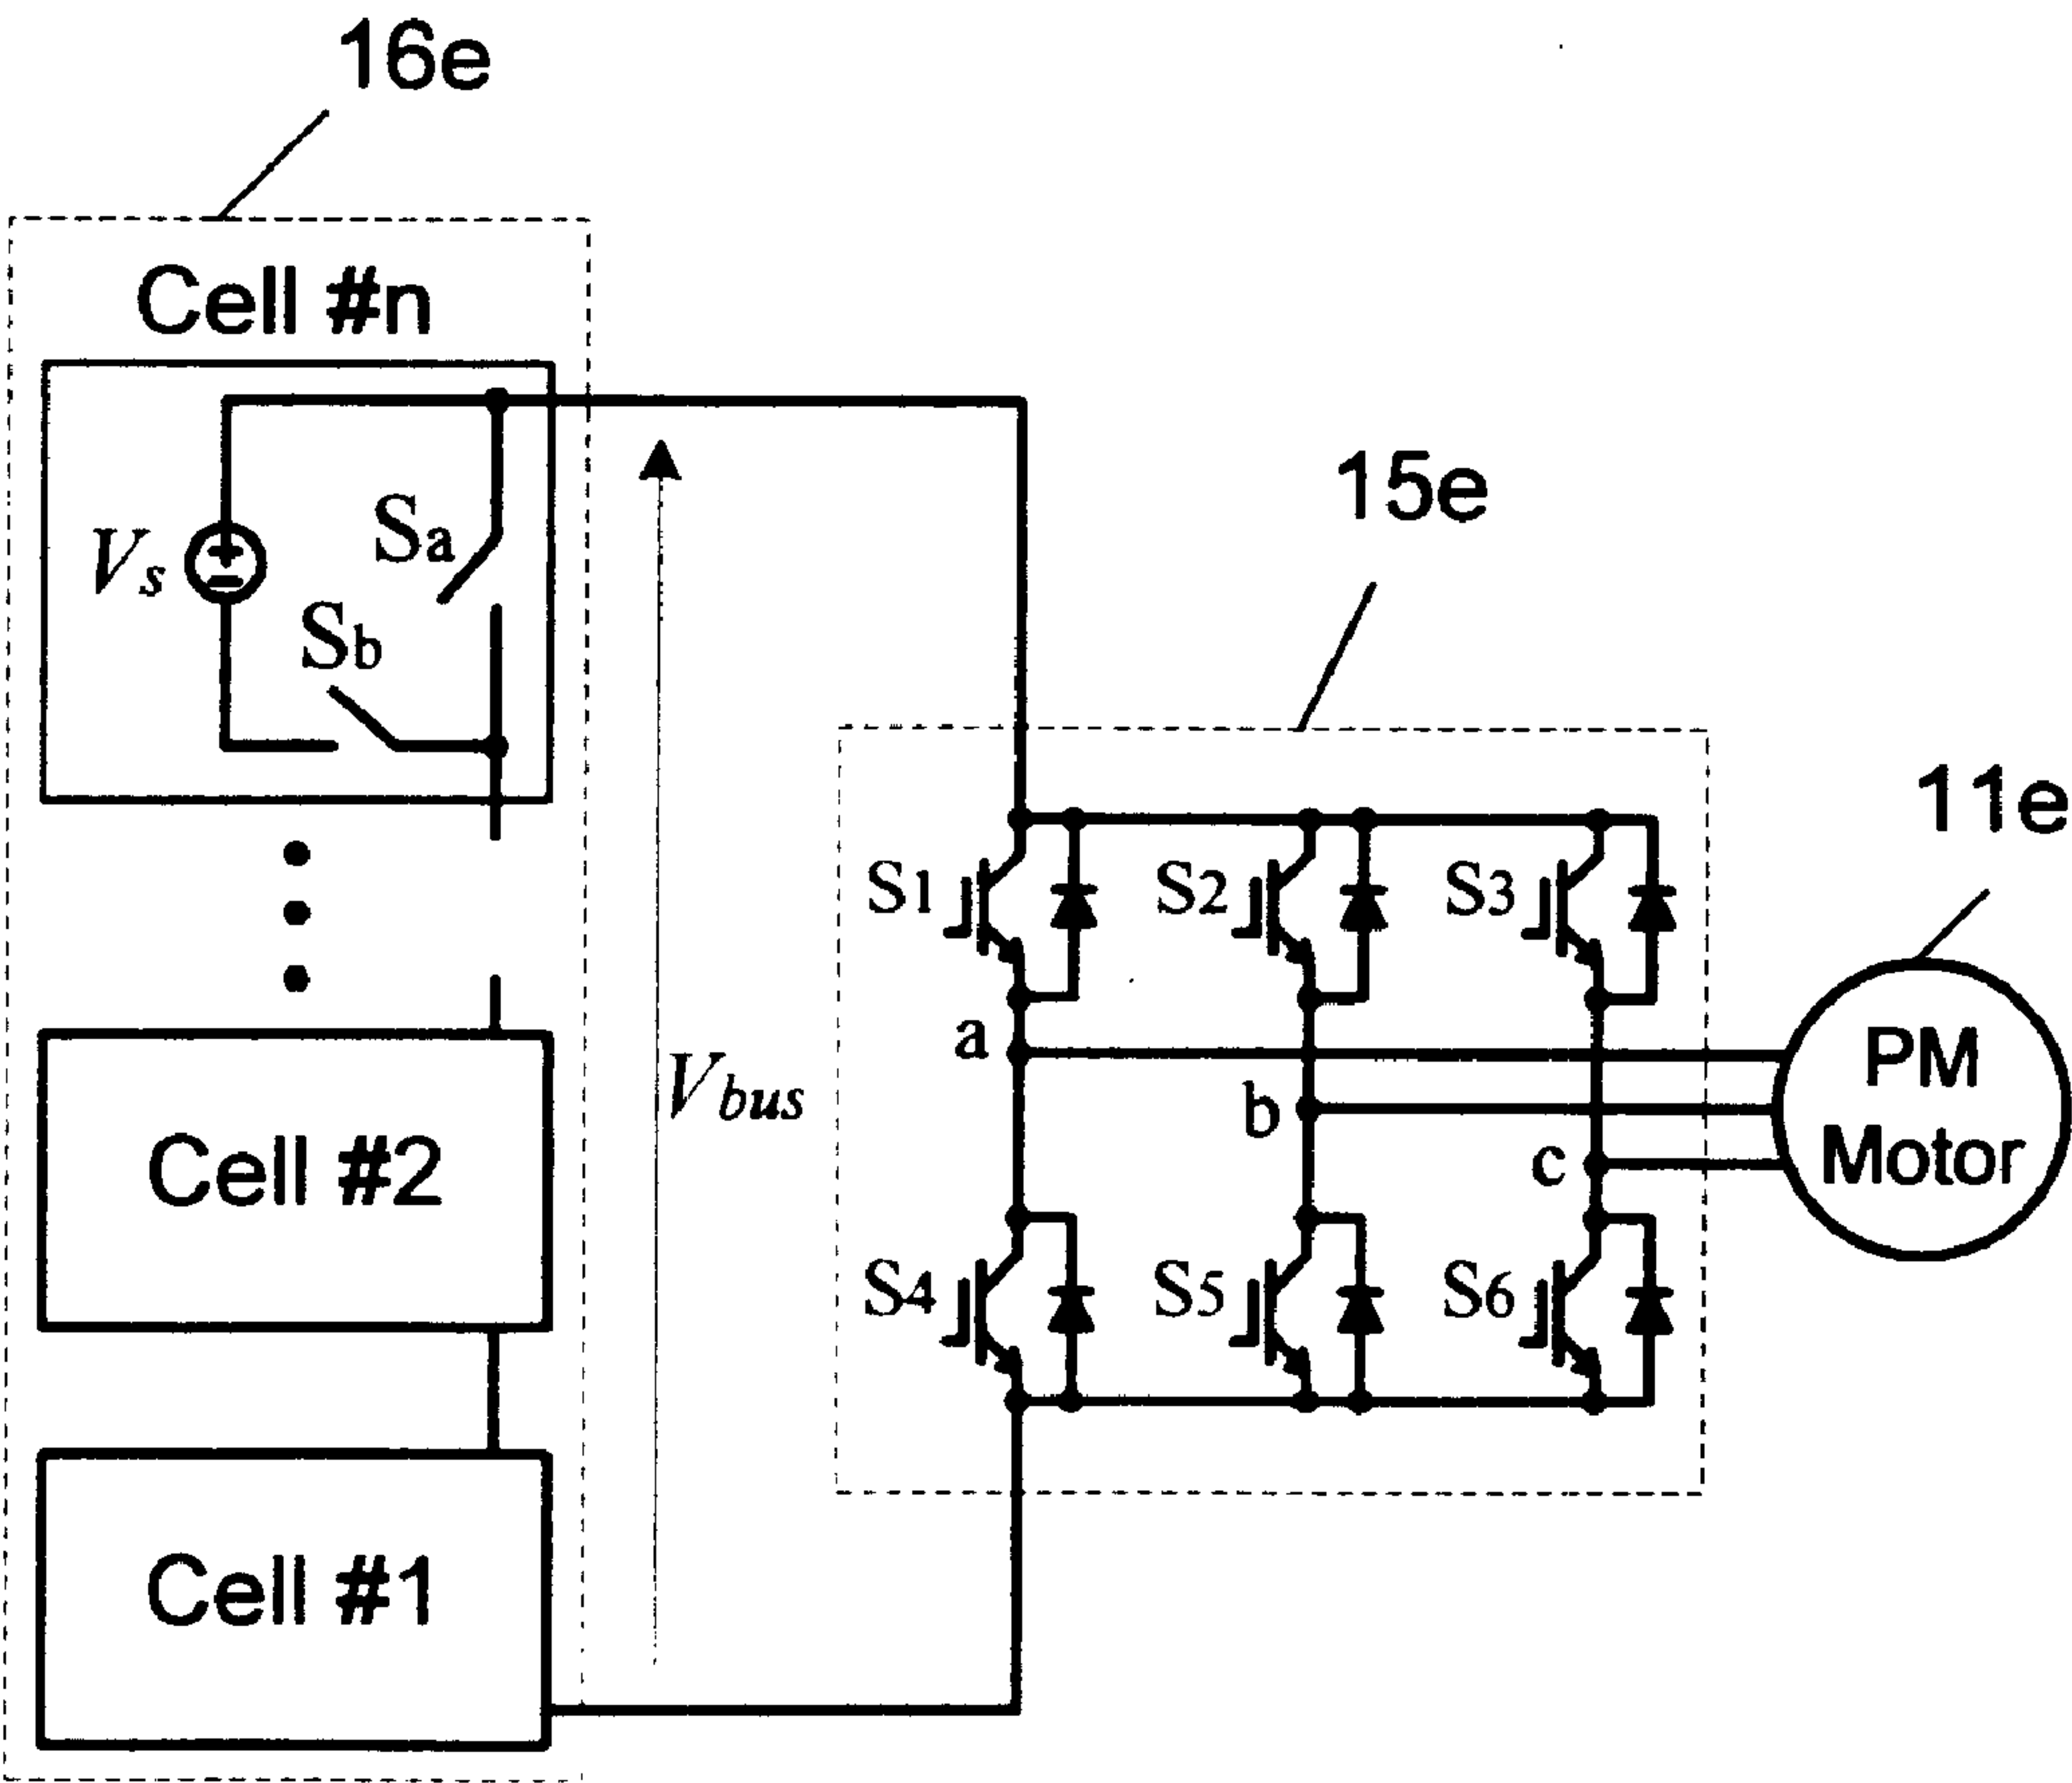 16e
Cell #n
Vs
Sa
Sb
15e
11e
S1
S2
S3
a
b
c
Vbus
PM
Motor
Cell #2
S4
S5
S6
Cell #1